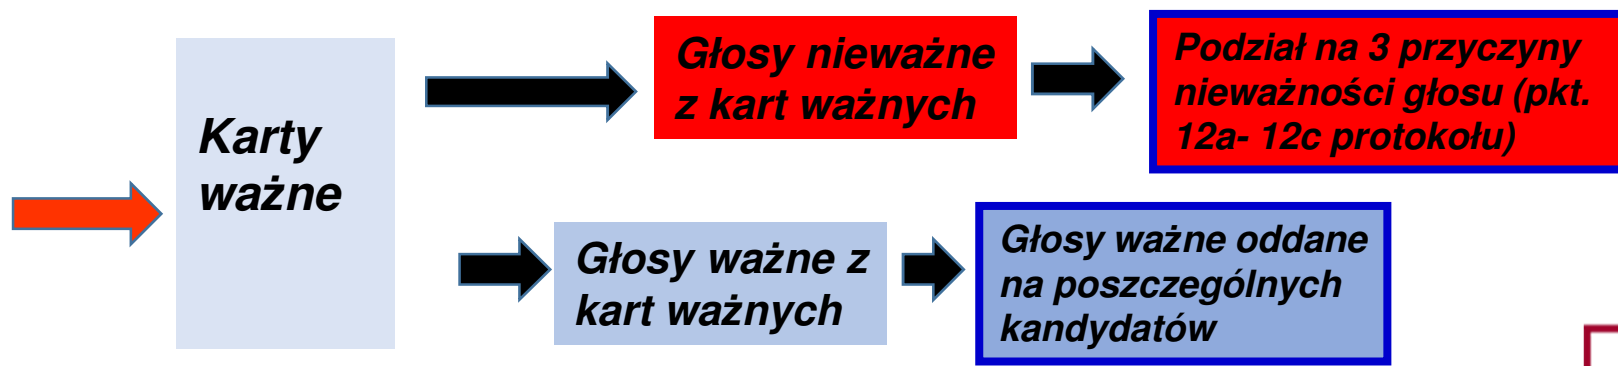 Karty
ważne
Głosy nieważne
z kart ważnych
Podział na 3 przyczyny
nieważności głosu (pkt.
12a- 12c protokołu)
Głosy ważne z
kart ważnych
Głosy ważne oddane
na poszczególnych
kandydatów